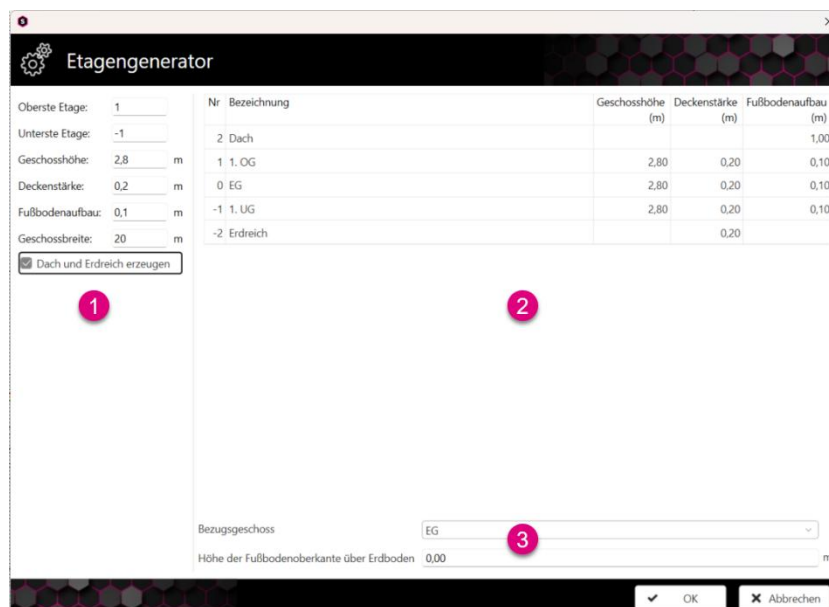 Etagengenerator
Oberste Etage: 1
Unterste Etage: -1
Geschosshöhe: 2,8 m
Deckenstärke: 0,2 m
Fußbodenaufbau: 0,1 m
Geschossbreite: 20 m
Dach und Erdreich erzeugen
1
Nr Bezeichnung Geschosshöhe Deckenstärke Fußbodenaufbau
(m) (m) (m)
2 Dach 1,00
1 1. OG 2,80 0,20 0,10
0 EG 2,80 0,20 0,10
-1 1. UG 2,80 0,20 0,10
-2 Erdreich 0,20
2
Bezugsgeschoss EG
3
Höhe der Fußbodenoberkante über Erdboden 0,00 m
OK Abbrechen